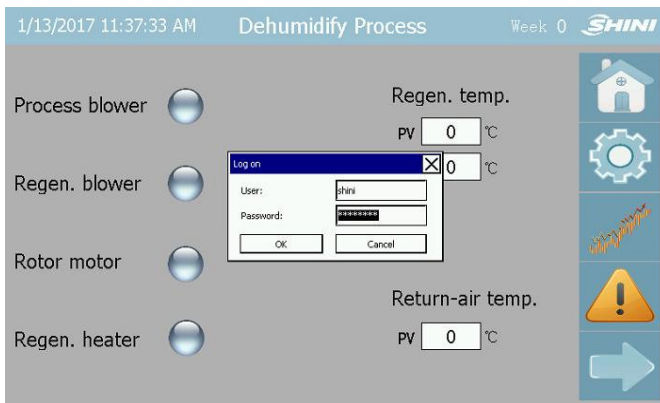 1/13/2017 11:37:33 AM Dehumidify Process Week 0 SHINI
Process blower
Regen. temp.
PV 0 ℃
Log on
0 ℃
Regen. blower
User: shini
Password: ********
OK Cancel
Rotor motor
Return-air temp.
Regen. heater
PV 0 ℃